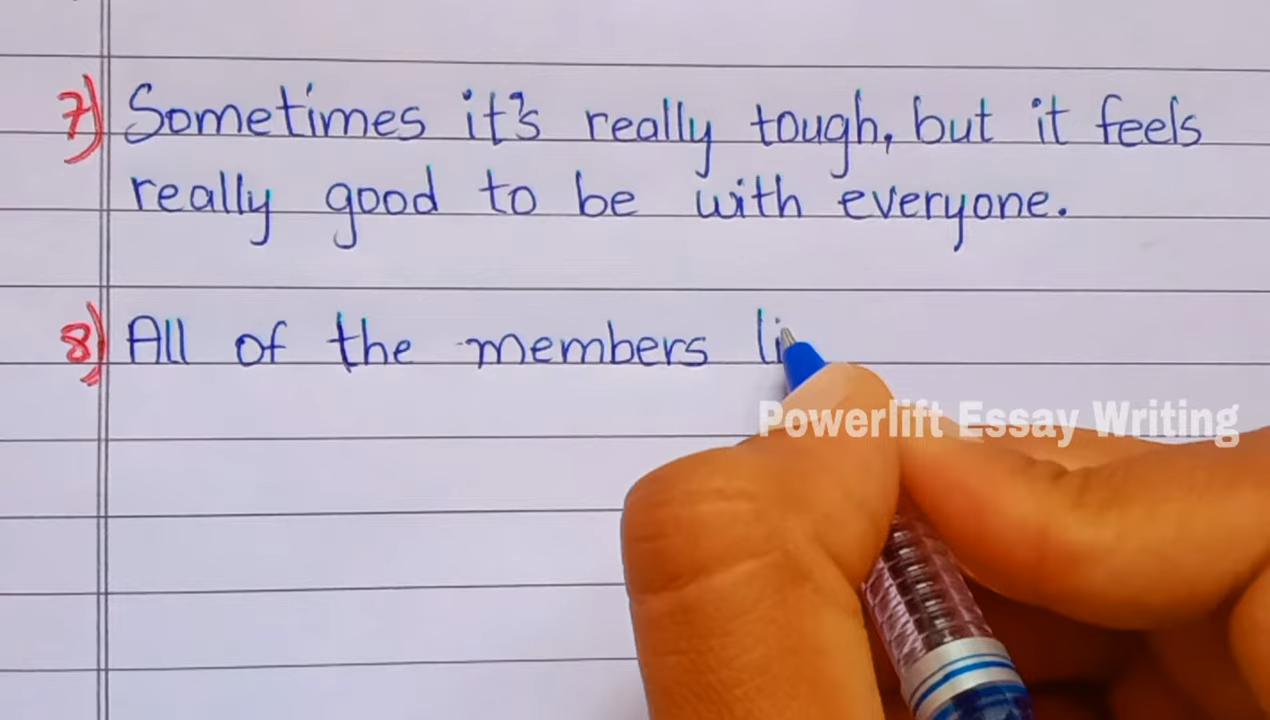 7) Sometimes it's really tough, but it feels
really good to be with everyone.
8) All of the members li
Powerlift Essay Writing